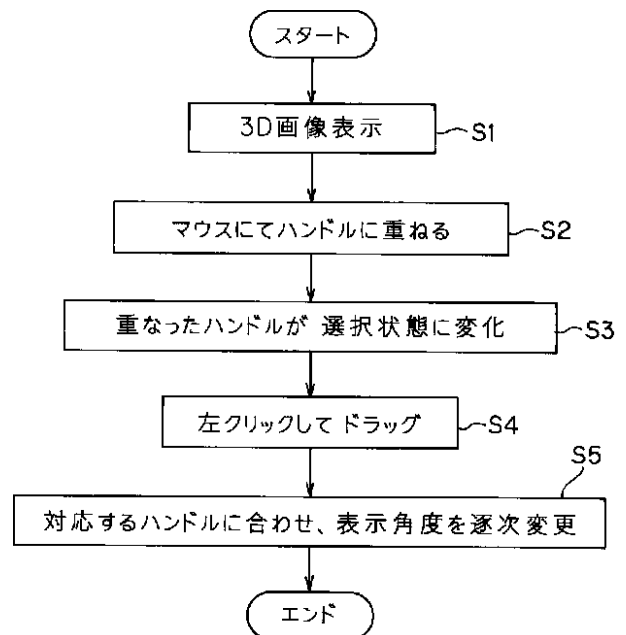 スタート
3D画像表示
S1
マウスにてハンドルに重ねる
S2
重なったハンドルが選択状態に変化
S3
左クリックしてドラッグ
S4
S5
対応するハンドルに合わせ、表示角度を逐次変更
エンド